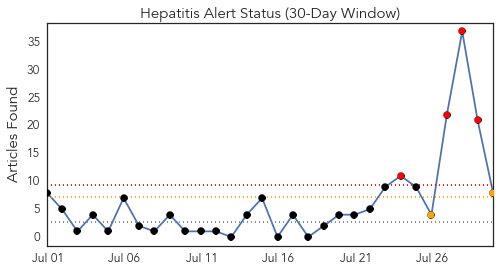 Hepatitis Alert Status (30-Day Window)
Articles Found
35
30
25
20
15
10
5
0
Jul 01
Jul 06
Jul 11
Jul 16
Jul 21
Jul 26